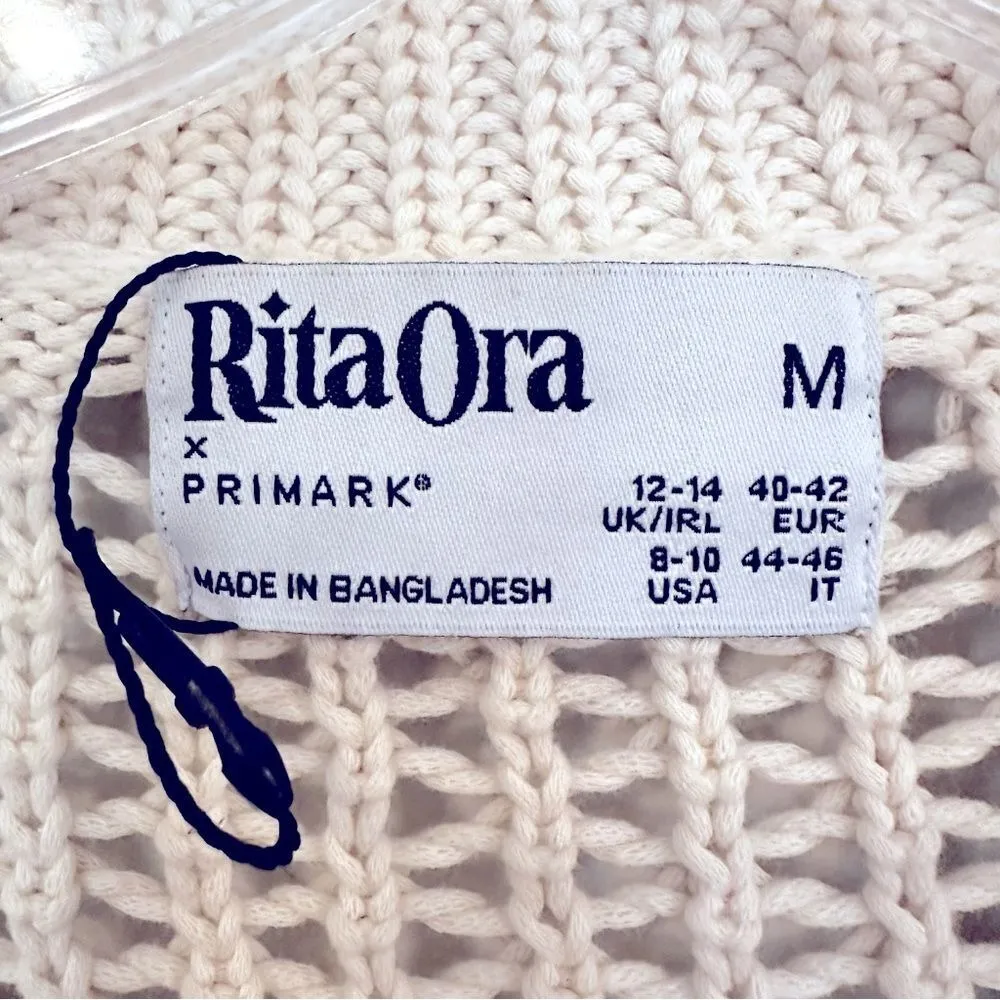 Rita Ora
x
PRIMARK®
MADE IN BANGLADESH
M
12-14 40-42
UK/IRL EUR
8-10 44-46
USA IT